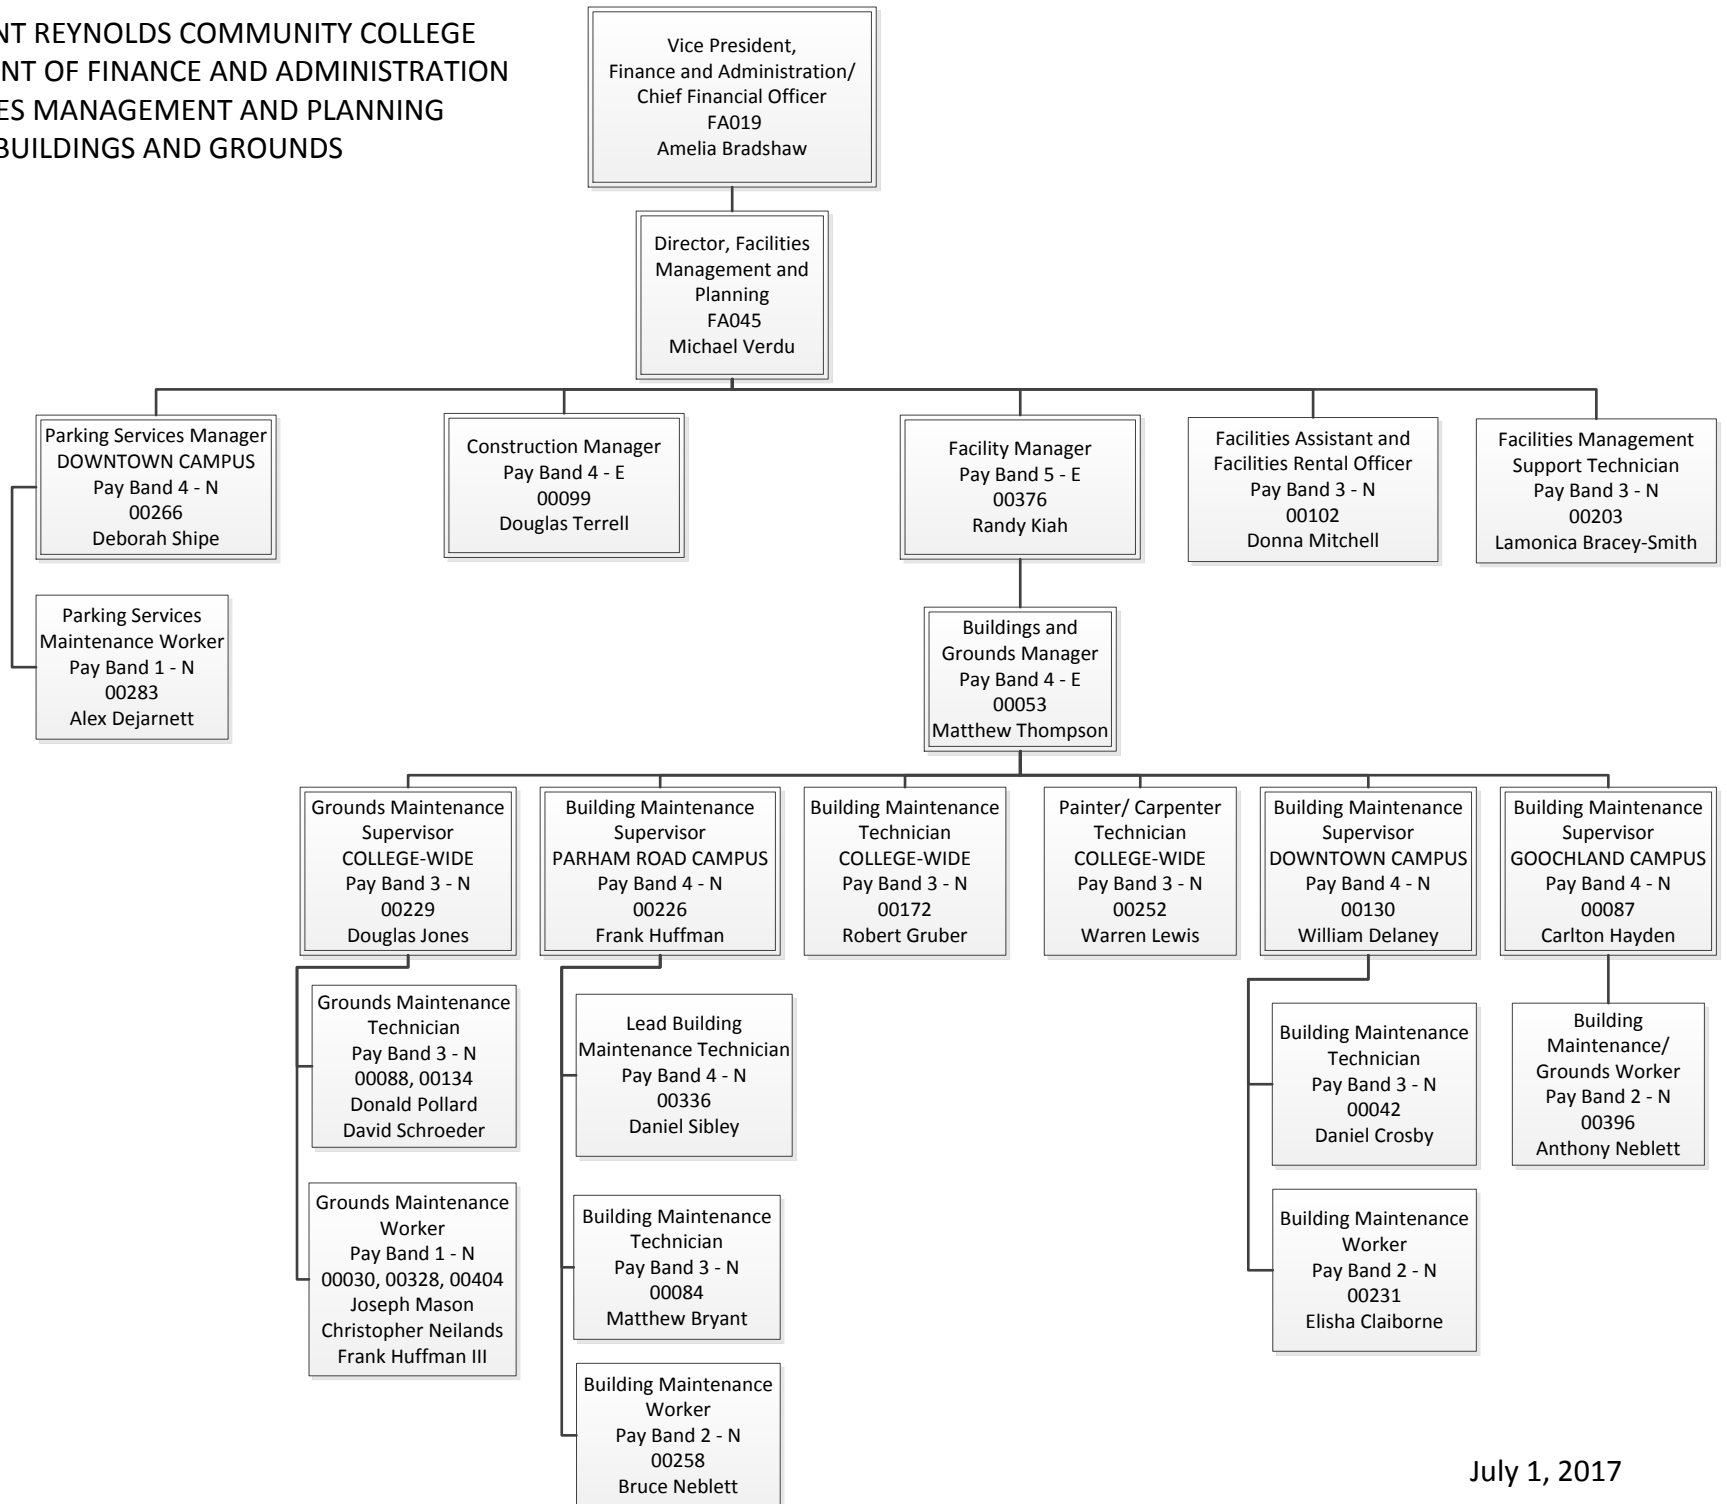 NT REYNOLDS COMMUNITY COLLEGE
NT OF FINANCE AND ADMINISTRATION
ES MANAGEMENT AND PLANNING
BUILDINGS AND GROUNDS
Vice President,
Finance and Administration/
Chief Financial Officer
FA019
Amelia Bradshaw
Director, Facilities
Management and
Planning
FA045
Michael Verdu
Parking Services Manager
DOWNTOWN CAMPUS
Pay Band 4 - N
00266
Deborah Shipe
Construction Manager
Pay Band 4 - E
00099
Douglas Terrell
Facility Manager
Pay Band 5 - E
00376
Randy Kiah
Facilities Assistant and
Facilities Rental Officer
Pay Band 3 - N
00102
Donna Mitchell
Facilities Management
Support Technician
Pay Band 3 - N
00203
Lamonica Bracey-Smith
Parking Services
Maintenance Worker
Pay Band 1 - N
00283
Alex Dejarnett
Buildings and
Grounds Manager
Pay Band 4 - E
00053
Matthew Thompson
Grounds Maintenance
Supervisor
COLLEGE-WIDE
Pay Band 3 - N
00229
Douglas Jones
Building Maintenance
Supervisor
PARHAM ROAD CAMPUS
Pay Band 4 - N
00226
Frank Huffman
Building Maintenance
Technician
COLLEGE-WIDE
Pay Band 3 - N
00172
Robert Gruber
Painter/ Carpenter
Technician
COLLEGE-WIDE
Pay Band 3 - N
00252
Warren Lewis
Building Maintenance
Supervisor
DOWNTOWN CAMPUS
Pay Band 4 - N
00130
William Delaney
Building Maintenance
Supervisor
GOOCHLAND CAMPUS
Pay Band 4 - N
00087
Carlton Hayden
Grounds Maintenance
Technician
Pay Band 3 - N
00088, 00134
Donald Pollard
David Schroeder
Lead Building
Maintenance Technician
Pay Band 4 - N
00336
Daniel Sibley
Building Maintenance
Technician
Pay Band 3 - N
00042
Daniel Crosby
Building
Maintenance/
Grounds Worker
Pay Band 2 - N
00396
Anthony Neblett
Grounds Maintenance
Worker
Pay Band 1 - N
00030, 00328, 00404
Joseph Mason
Christopher Neilands
Frank Huffman III
Building Maintenance
Technician
Pay Band 3 - N
00084
Matthew Bryant
Building Maintenance
Worker
Pay Band 2 - N
00231
Elisha Claiborne
Building Maintenance
Worker
Pay Band 2 - N
00258
Bruce Neblett
July 1, 2017